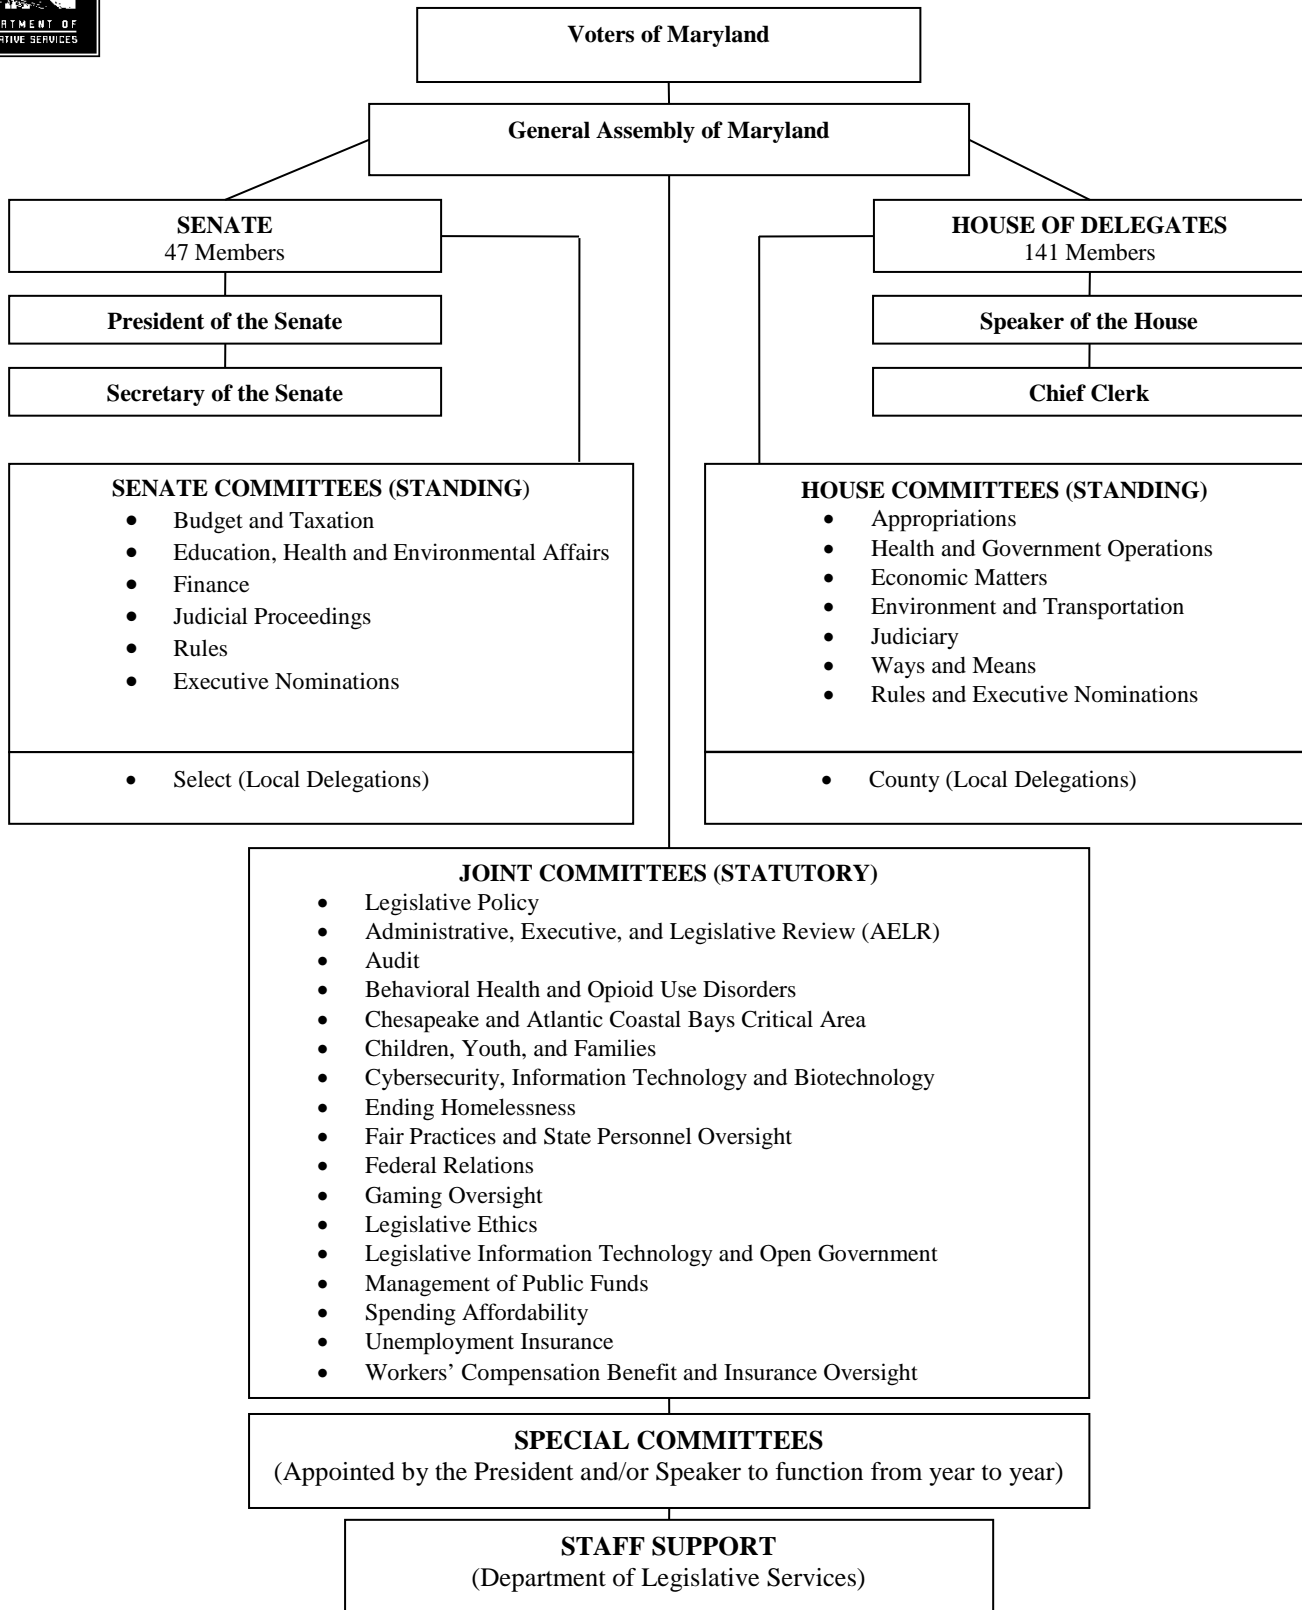 RTMENT OF
ATIVE SERVICES
Voters of Maryland
General Assembly of Maryland
SENATE
47 Members
HOUSE OF DELEGATES
141 Members
President of the Senate
Speaker of the House
Secretary of the Senate
Chief Clerk
SENATE COMMITTEES (STANDING)
• Budget and Taxation
• Education, Health and Environmental Affairs
• Finance
• Judicial Proceedings
• Rules
• Executive Nominations
• Select (Local Delegations)
HOUSE COMMITTEES (STANDING)
• Appropriations
• Health and Government Operations
• Economic Matters
• Environment and Transportation
• Judiciary
• Ways and Means
• Rules and Executive Nominations
• County (Local Delegations)
JOINT COMMITTEES (STATUTORY)
• Legislative Policy
• Administrative, Executive, and Legislative Review (AELR)
• Audit
• Behavioral Health and Opioid Use Disorders
• Chesapeake and Atlantic Coastal Bays Critical Area
• Children, Youth, and Families
• Cybersecurity, Information Technology and Biotechnology
• Ending Homelessness
• Fair Practices and State Personnel Oversight
• Federal Relations
• Gaming Oversight
• Legislative Ethics
• Legislative Information Technology and Open Government
• Management of Public Funds
• Spending Affordability
• Unemployment Insurance
• Workers’ Compensation Benefit and Insurance Oversight
SPECIAL COMMITTEES
(Appointed by the President and/or Speaker to function from year to year)
STAFF SUPPORT
(Department of Legislative Services)